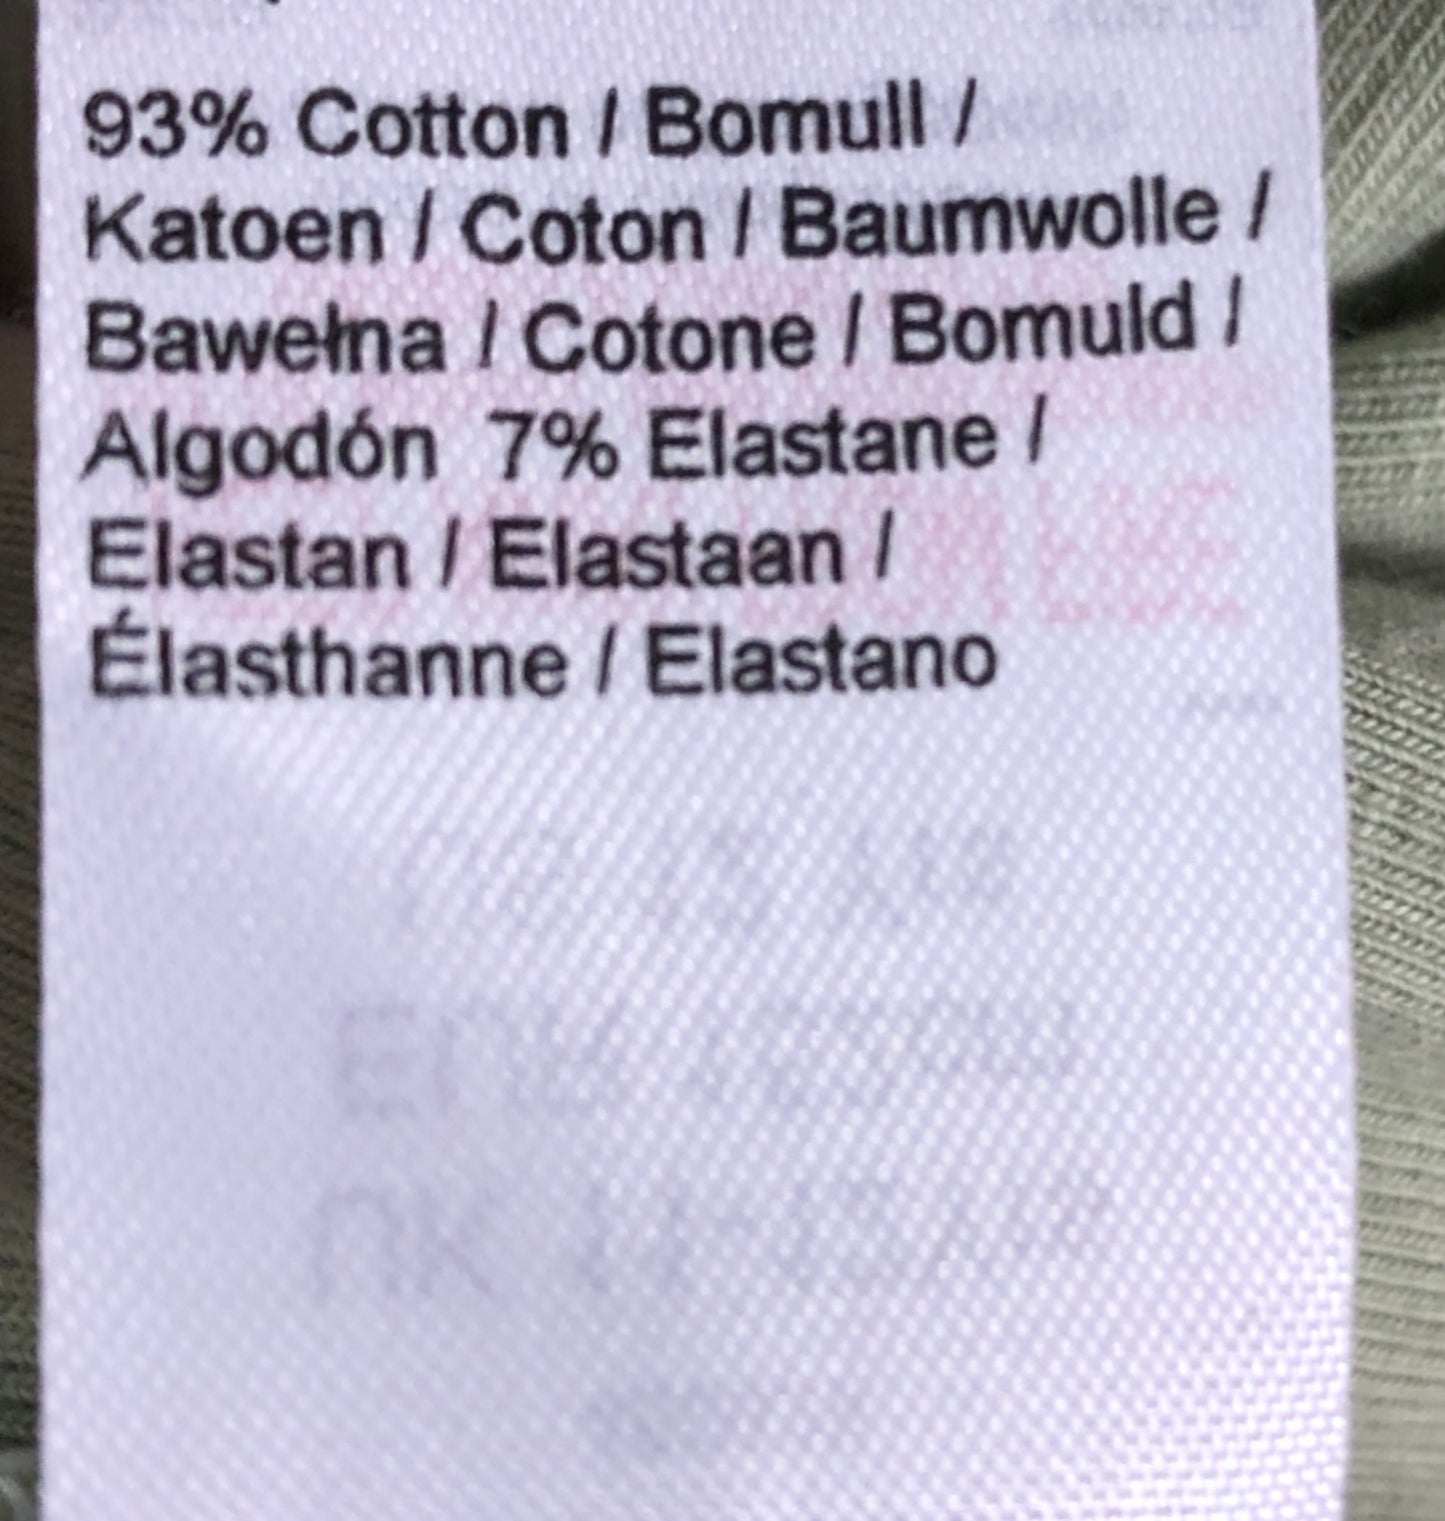 93% Cotton / Bomull /
Katoen / Coton / Baumwolle /
Bawełna / Cotone / Bomuld /
Algodón 7% Elastane /
Elastan / Elastaan /
Élasthanne / Elastano